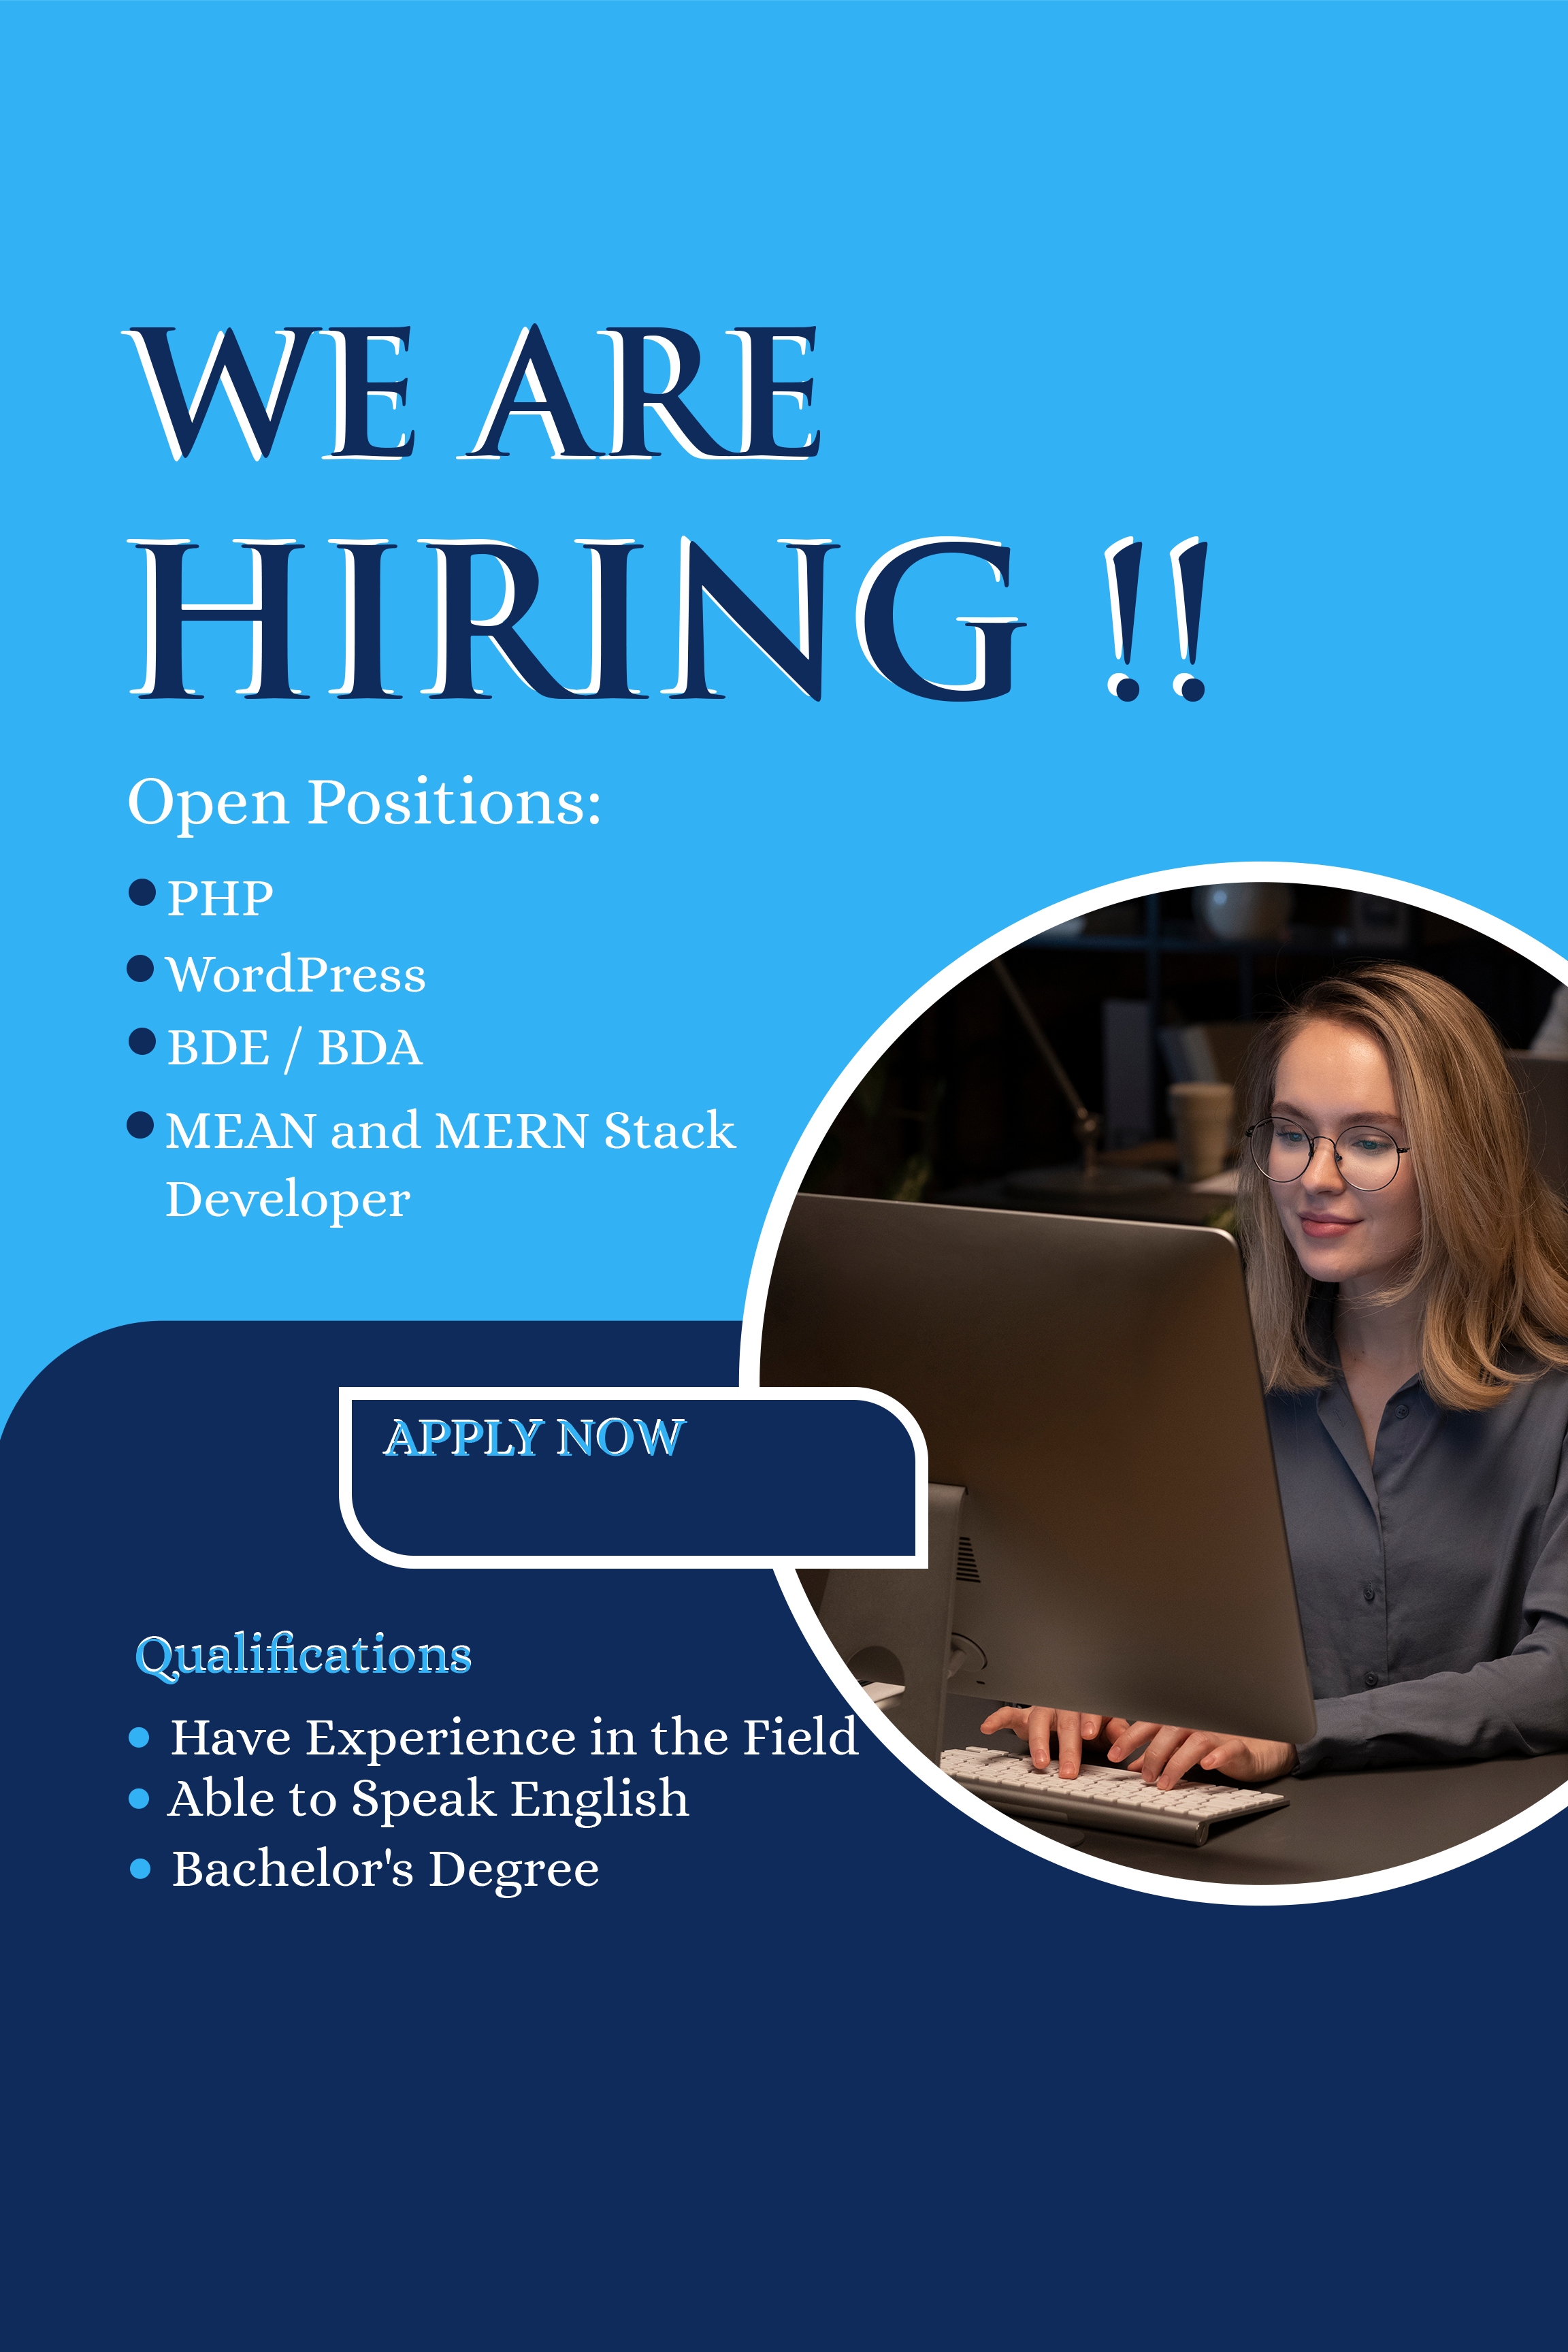 WE ARE
HIRING !!
Open Positions:
PHP
WordPress
BDE / BDA
MEAN and MERN Stack
Developer
APPLY NOW
Qualifications
Have Experience in the Field
Able to Speak English
Bachelor's Degree